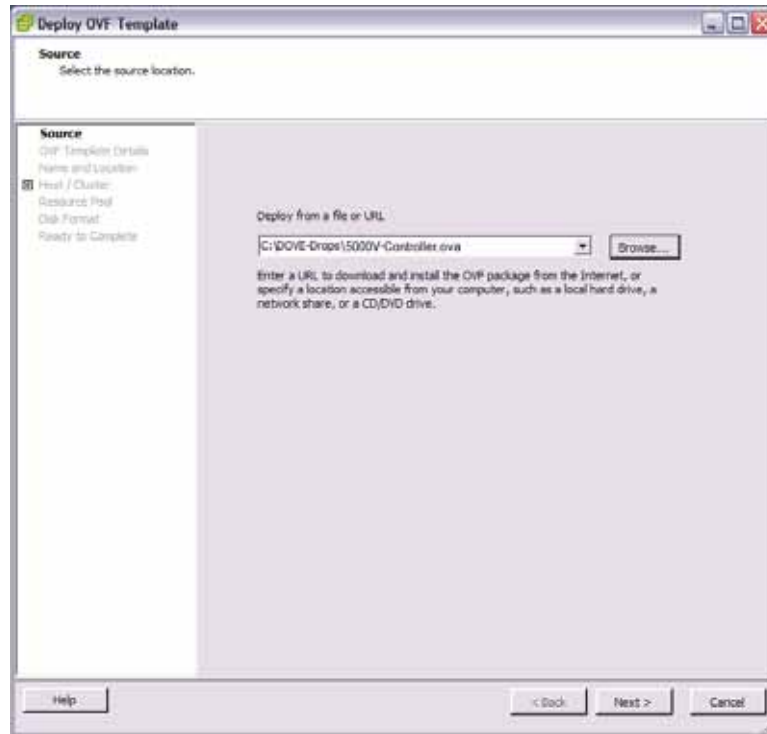 Deploy OVF Template
Source
Select the source location.
Source
OVF Template Details
Name and Location
Host / Cluster
Resource Pool
Disk Format
Ready to Complete
Deploy from a file or URL
C:\DOVE-Drops\5000V-Controller.ova
Browse...
Enter a URL to download and install the OVF package from the Internet, or
specify a location accessible from your computer, such as a local hard drive, a
network share, or a CD/DVD drive.
Help
< Back
Next >
Cancel